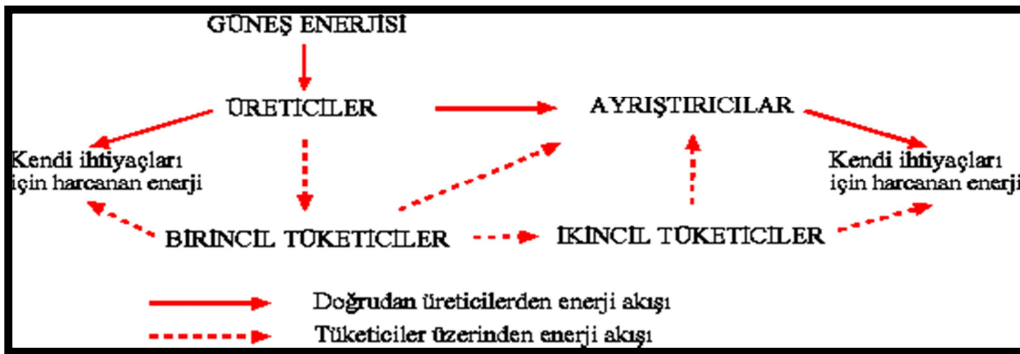 GÜNEŞ ENERJİSİ
ÜRETİCİLER
AYRIŞTIRICILAR
Kendi ihtiyaçları
için harcanan enerji
Kendi ihtiyaçları
için harcanan enerji
BİRİNCİL TÜKETİCİLER
İKİNCİL TÜKETİCİLER
Doğrudan üreticilerden enerji akışı
Tüketiciler üzerinden enerji akışı